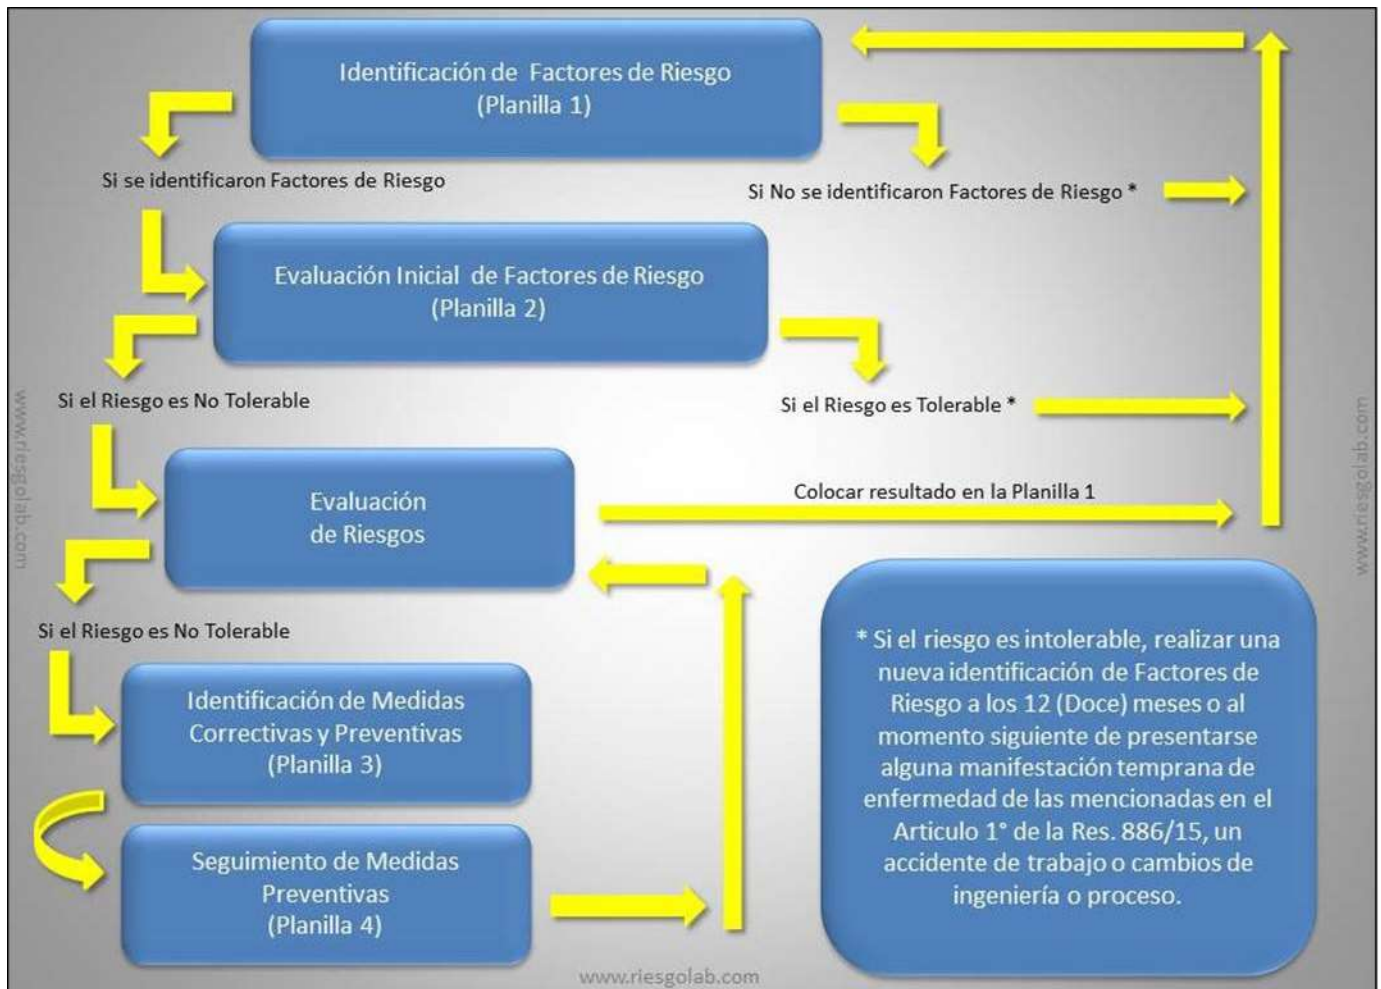 Identificación de Factores de Riesgo
(Planilla 1)
Si se identificaron Factores de Riesgo
Si No se identificaron Factores de Riesgo *
Evaluación Inicial de Factores de Riesgo
(Planilla 2)
Si el Riesgo es No Tolerable
Si el Riesgo es Tolerable *
Evaluación
de Riesgos
Colocar resultado en la Planilla 1
Si el Riesgo es No Tolerable
Identificación de Medidas
Correctivas y Preventivas
(Planilla 3)
Seguimiento de Medidas
Preventivas
(Planilla 4)
* Si el riesgo es intolerable, realizar una
nueva identificación de Factores de
Riesgo a los 12 (Doce) meses o al
momento siguiente de presentarse
alguna manifestación temprana de
enfermedad de las mencionadas en el
Articulo 1° de la Res. 886/15, un
accidente de trabajo o cambios de
ingeniería o proceso.
www.riesgolab.com
www.riesgolab.com
www.riesgolab.com